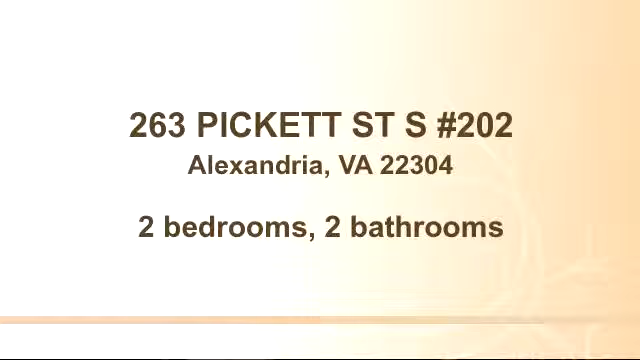 263 PICKETT ST S #202
Alexandria, VA 22304
2 bedrooms, 2 bathrooms